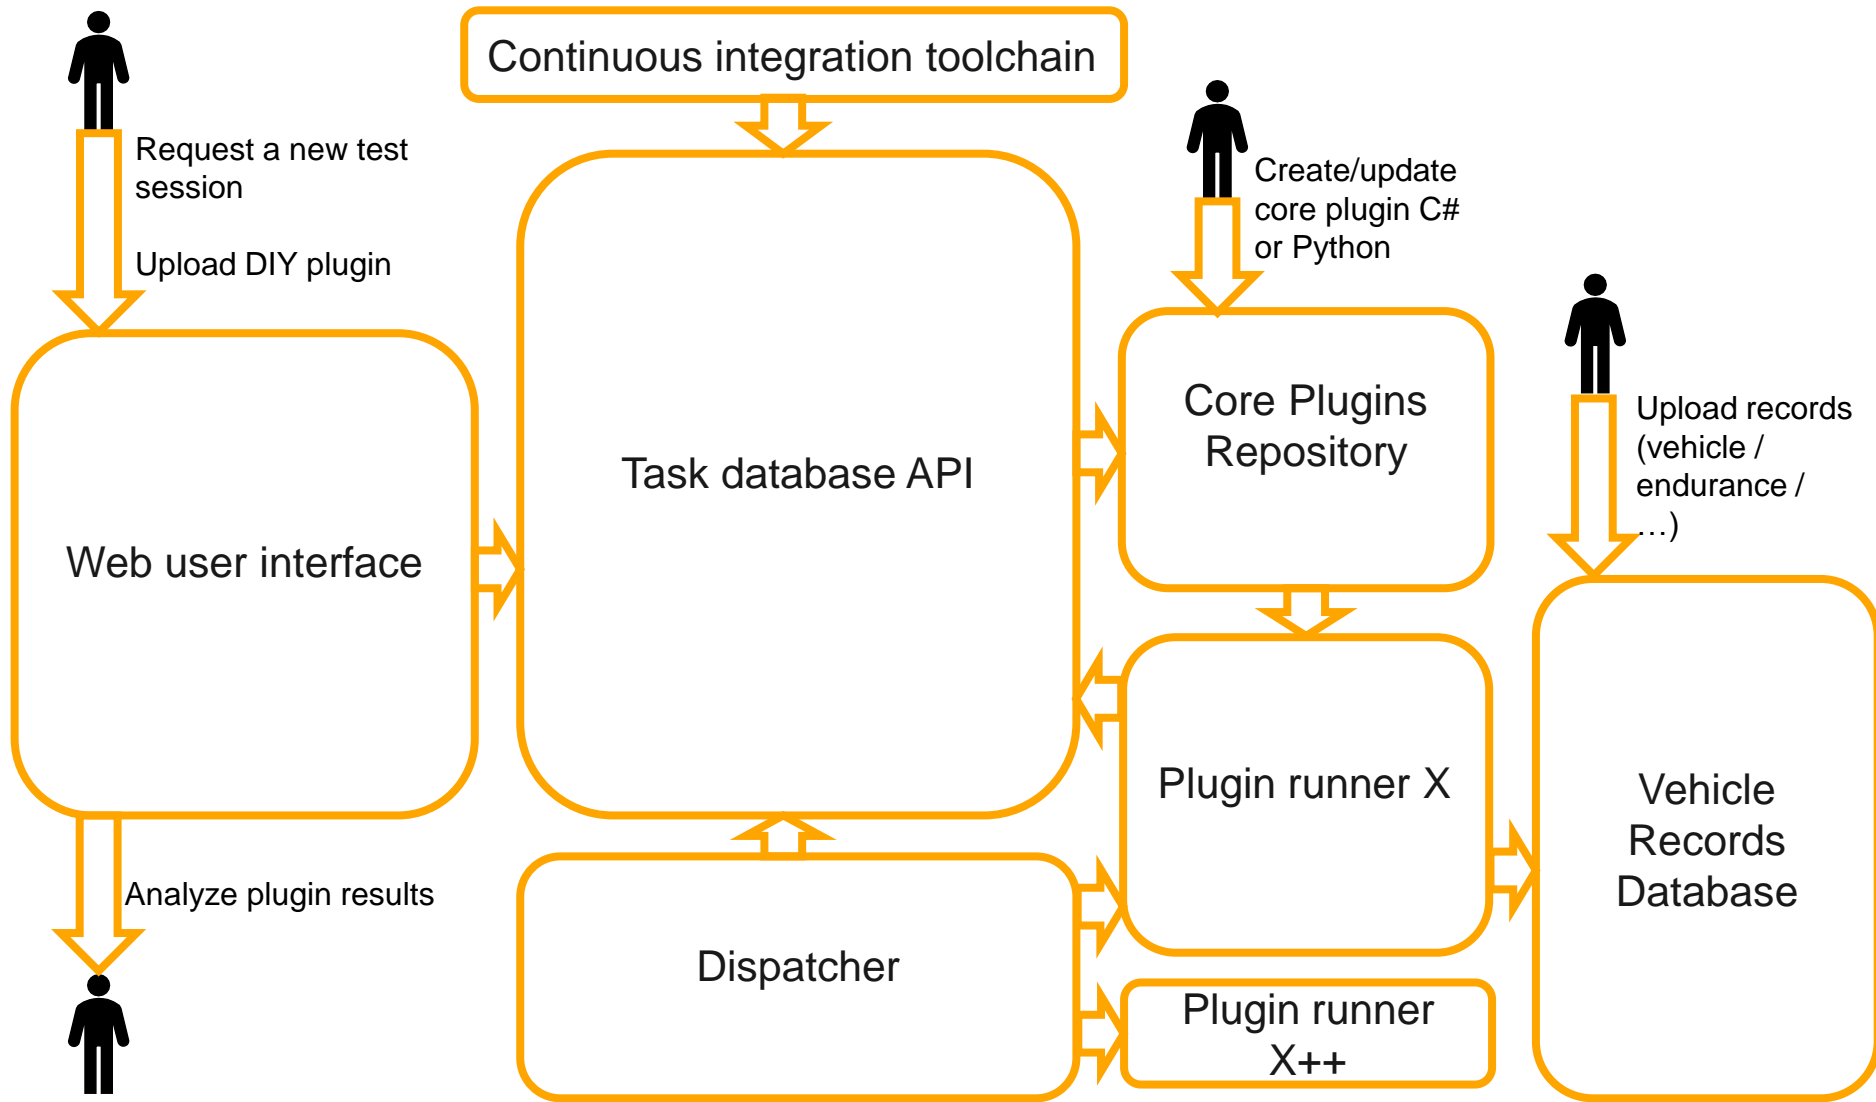 Continuous integration toolchain
Request a new test
session
Upload DIY plugin
Create/update
core plugin C#
or Python
Upload records
(vehicle /
endurance /
…)
Web user interface
Task database API
Core Plugins
Repository
Plugin runner X
Vehicle
Records
Database
Analyze plugin results
Dispatcher
Plugin runner
X++